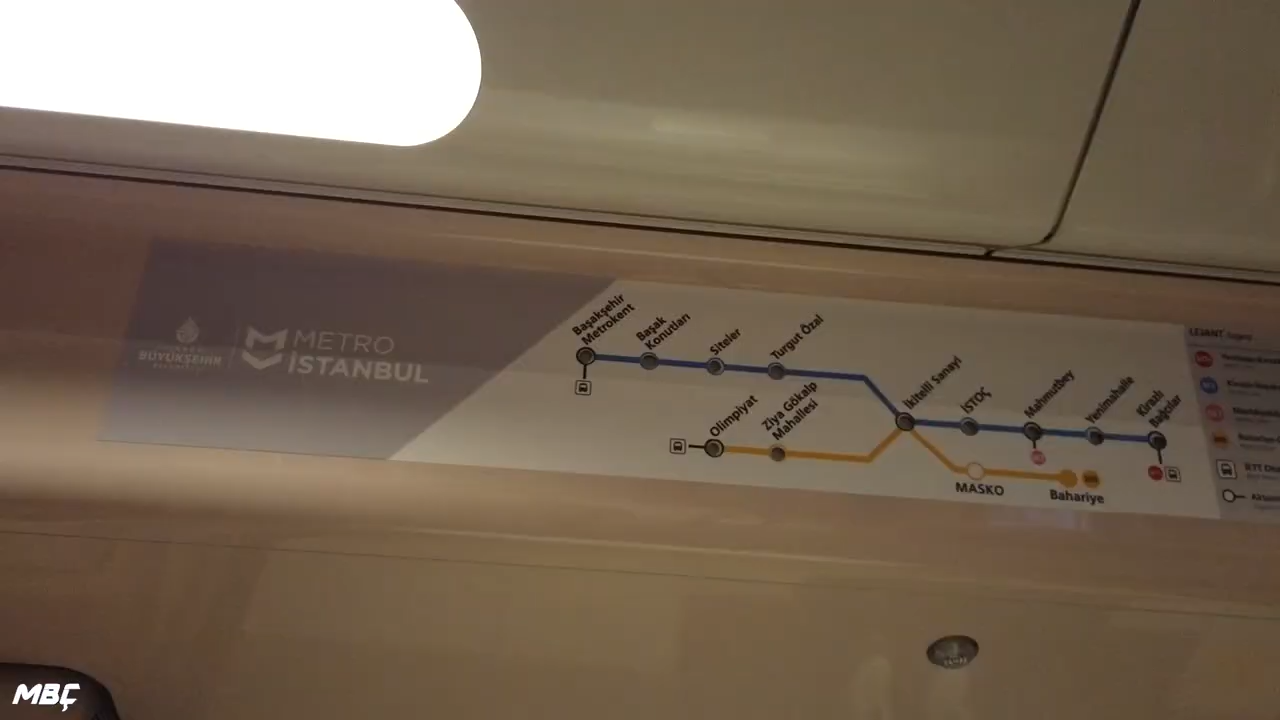 BÜYÜKŞEHİR
METRO
İSTANBUL
Başakşehir
Metrokent
Başak
Konutları
Siteler
Turgut Özal
Olimpiyat
Ziya Gökalp
Mahallesi
İkitelli Sanayi
İSTOÇ
Mahmutbey
Yenimahalle
Kirazlı
Bağcılar
MASKO
Bahariye
LEJANT
İETT
MBÇ